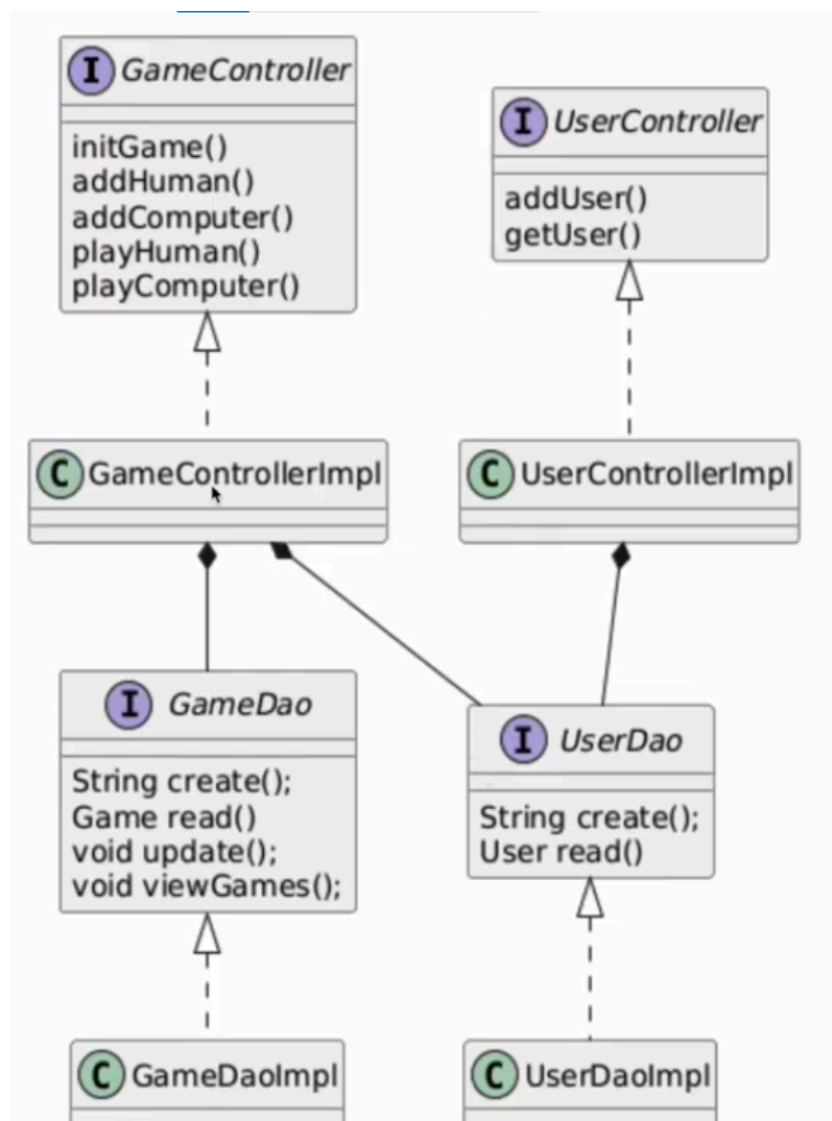 I GameController
initGame()
addHuman()
addComputer()
playHuman()
playComputer()
I UserController
addUser()
getUser()
C GameControllerImpl
C UserControllerImpl
I GameDao
String create();
Game read()
void update();
void viewGames();
I UserDao
String create();
User read()
C GameDaoImpl
C UserDaoImpl